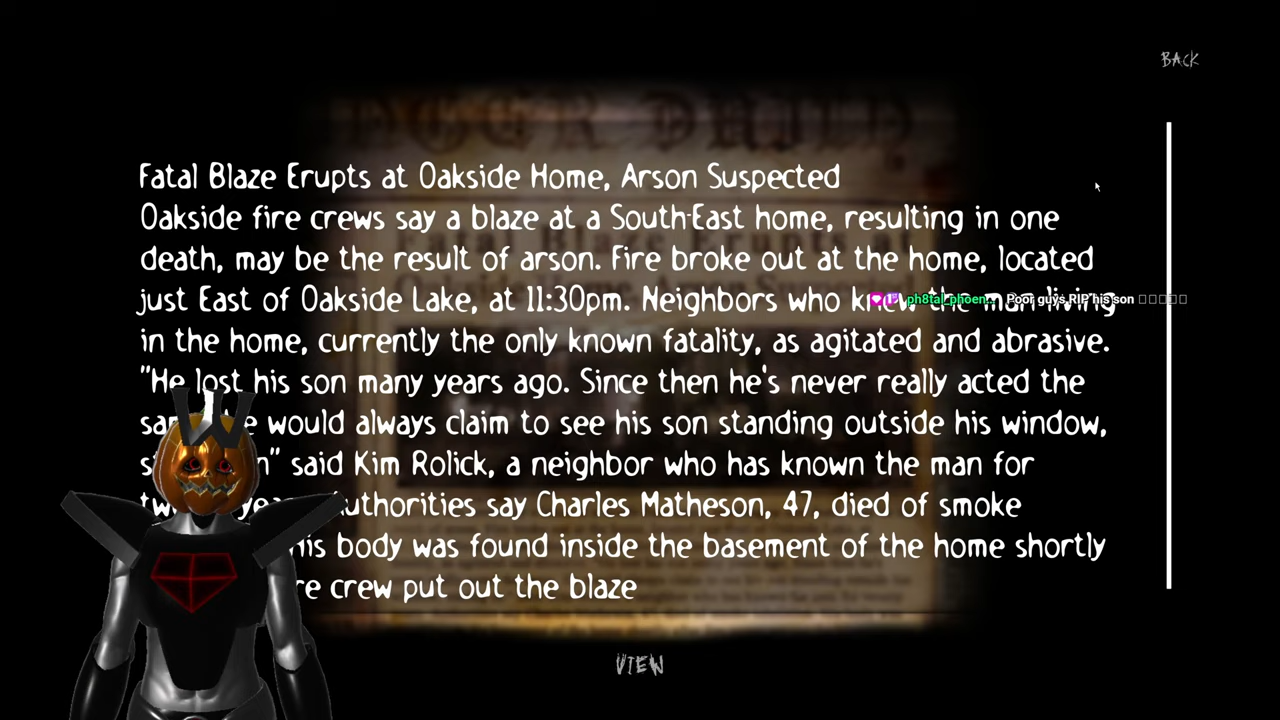 BACK
Fatal Blaze Erupts at Oakside Home, Arson Suspected
Oakside fire crews say a blaze at a South-East home, resulting in one
death, may be the result of arson. Fire broke out at the home, located
just East of Oakside Lake, at 11:30pm. Neighbors who knew the man living
ph8tal_phoen... Poor guys RIP his son
in the home, currently the only known fatality, as agitated and abrasive.
"He lost his son many years ago. Since then he's never really acted the
would always claim to see his son standing outside his window,
said Kim Rolick, a neighbor who has known the man for
Authorities say Charles Matheson, 47, died of smoke
his body was found inside the basement of the home shortly
crew put out the blaze
VIEW